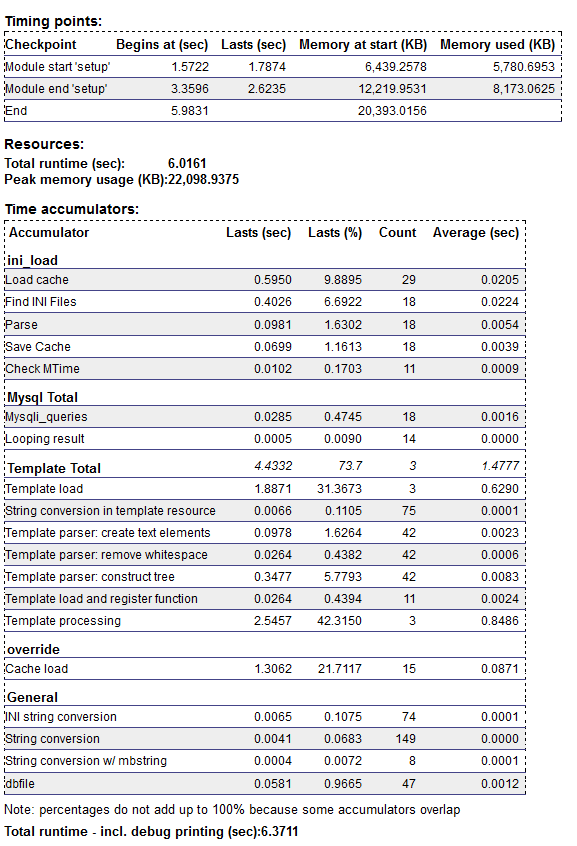 Timing points:
Checkpoint Begins at (sec) Lasts (sec) Memory at start (KB) Memory used (KB)
Module start 'setup' 1.5722 1.7874 6,439.2578 5,780.6953
Module end 'setup' 3.3596 2.6235 12,219.9531 8,173.0625
End 5.9831 20,393.0156
Resources:
Total runtime (sec): 6.0161
Peak memory usage (KB):22,098.9375
Time accumulators:
Accumulator Lasts (sec) Lasts (%) Count Average (sec)
ini_load
Load cache 0.5950 9.8895 29 0.0205
Find INI Files 0.4026 6.6922 18 0.0224
Parse 0.0981 1.6302 18 0.0054
Save Cache 0.0699 1.1613 18 0.0039
Check MTime 0.0102 0.1703 11 0.0009
Mysql Total
Mysqli_queries 0.0285 0.4745 18 0.0016
Looping result 0.0005 0.0090 14 0.0000
Template Total 4.4332 73.7 3 1.4777
Template load 1.8871 31.3673 3 0.6290
String conversion in template resource 0.0066 0.1105 75 0.0001
Template parser: create text elements 0.0978 1.6264 42 0.0023
Template parser: remove whitespace 0.0264 0.4382 42 0.0006
Template parser: construct tree 0.3477 5.7793 42 0.0083
Template load and register function 0.0264 0.4394 11 0.0024
Template processing 2.5457 42.3150 3 0.8486
override
Cache load 1.3062 21.7117 15 0.0871
General
INI string conversion 0.0065 0.1075 74 0.0001
String conversion 0.0041 0.0683 149 0.0000
String conversion w/ mbstring 0.0004 0.0072 8 0.0001
dbfile 0.0581 0.9665 47 0.0012
Note: percentages do not add up to 100% because some accumulators overlap
Total runtime - incl. debug printing (sec):6.3711